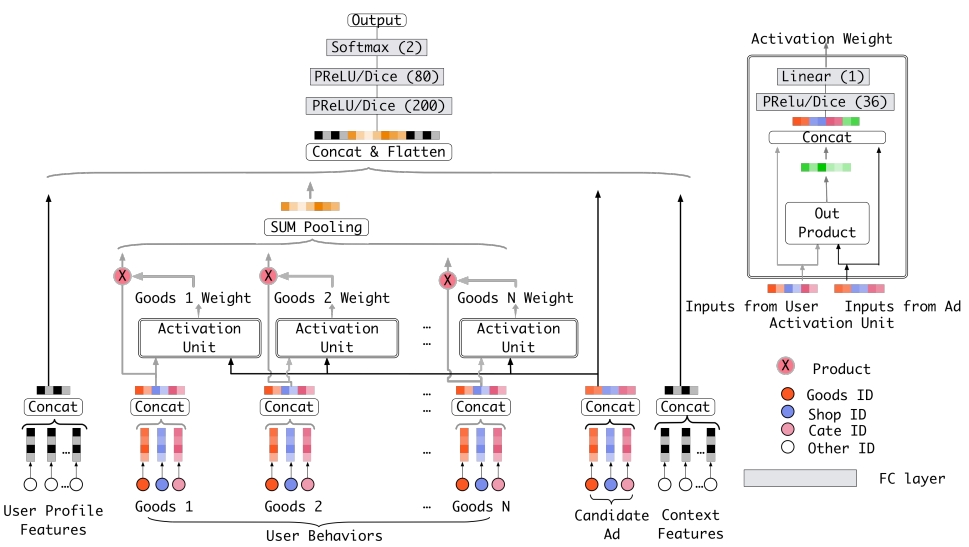 Output
Softmax (2)
PReLU/Dice (80)
PReLU/Dice (200)
Concat & Flatten
SUM Pooling
X
X
X
Goods 1 Weight
Goods 2 Weight
Goods N Weight
Activation
Unit
Activation
Unit
...
...
Activation
Unit
Concat
Concat
Concat
...
...
Concat
Concat
Concat
...
...
...
...
...
User Profile
Features
Goods 1
Goods 2
...
Goods N
User Behaviors
Candidate
Ad
Context
Features
Activation Weight
Linear (1)
PRelu/Dice (36)
Concat
Out
Product
Inputs from User
Inputs from Ad
Activation Unit
X
Product
Goods ID
Shop ID
Cate ID
Other ID
FC layer